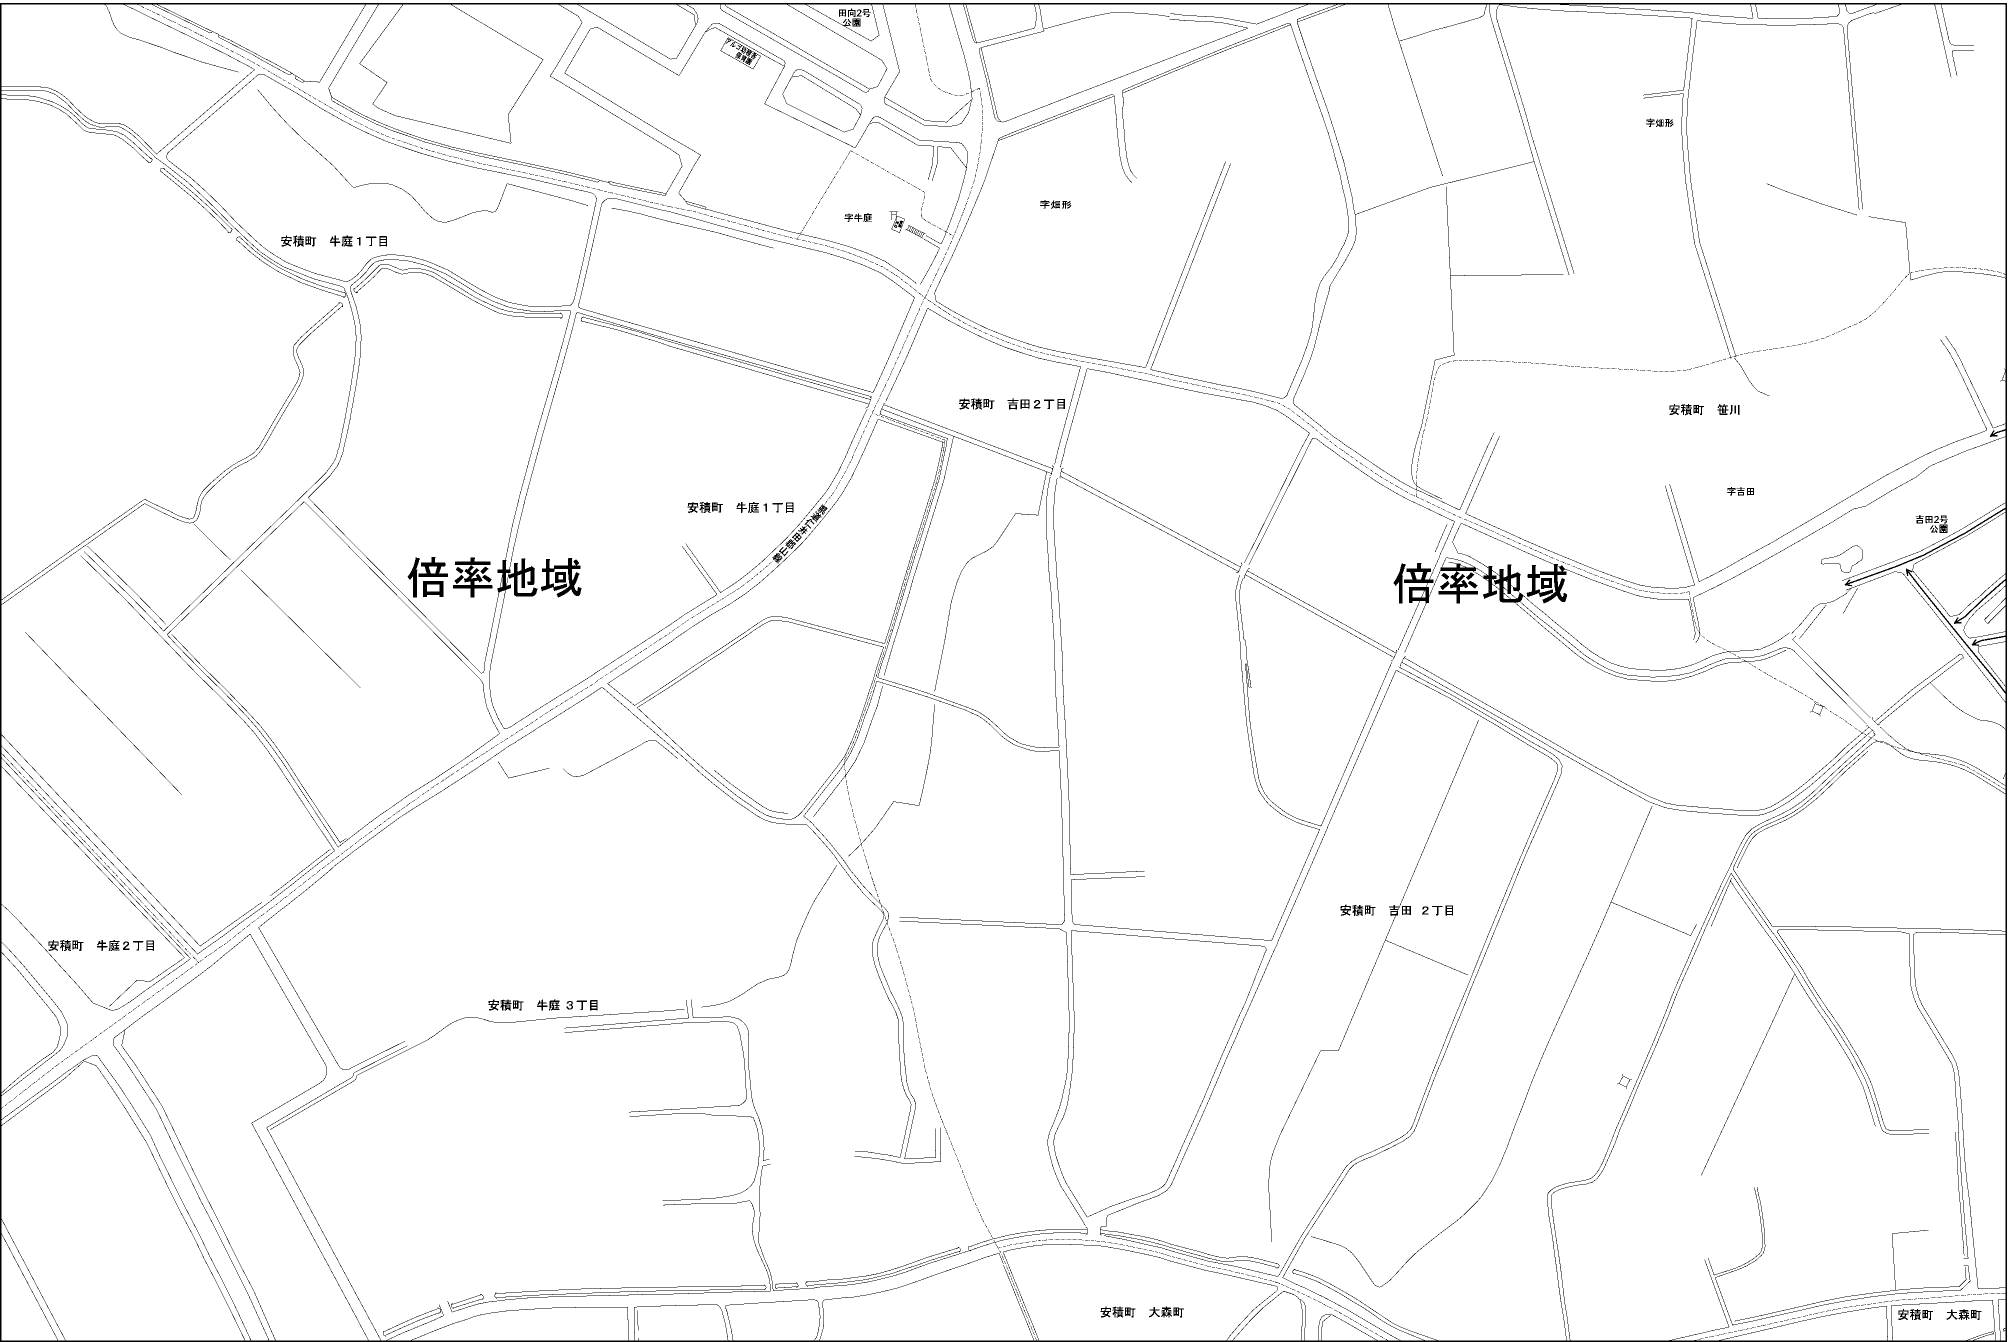 田向2号
公園
字畑形
字畑形
字牛庭
安積町　牛庭１丁目
安積町　吉田２丁目
安積町　笹川
字吉田
安積町　牛庭１丁目
吉田2号
公園
倍率地域
倍率地域
安積町　吉田　２丁目
安積町　牛庭２丁目
安積町　牛庭 ３丁目
安積町　大森町
安積町　大森町